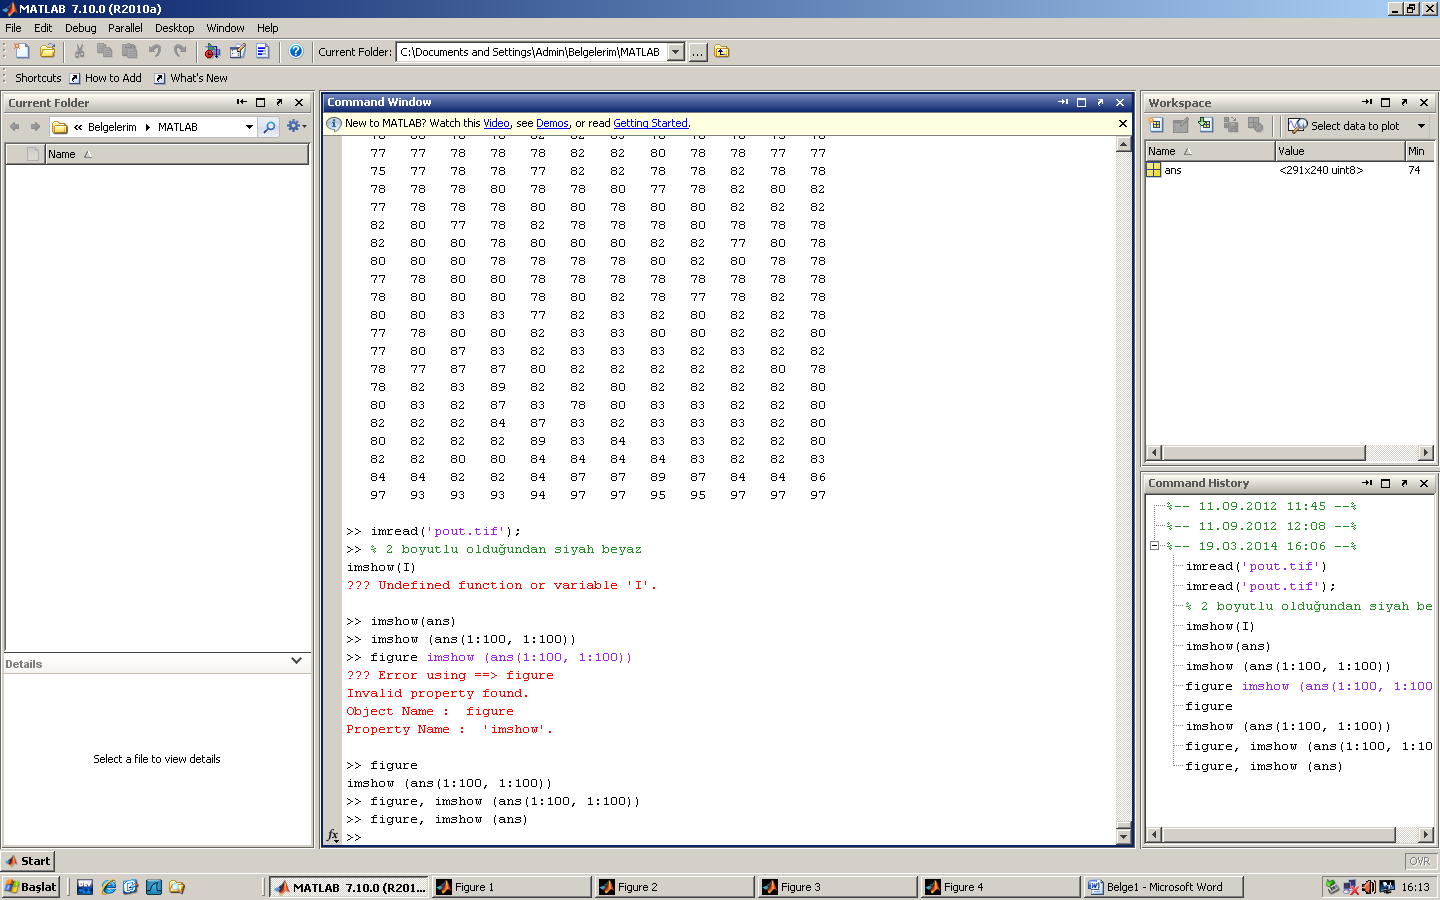 MATLAB 7.10.0 (R2010a)
File Edit Debug Parallel Desktop Window Help
Current Folder: C:\Documents and Settings\Admin\Belgelerim\MATLAB ...
Shortcuts How to Add What's New
Current Folder
« Belgelerim MATLAB
Name
Details
Select a file to view details
Command Window
New to MATLAB? Watch this Video, see Demos, or read Getting Started.
77 77 78 78 78 82 82 80 78 78 77 77
75 77 78 78 77 82 82 78 78 82 78 78
78 78 78 80 78 78 80 77 78 82 80 82
77 78 78 78 80 80 78 80 80 82 82 82
82 80 77 78 82 78 78 78 80 78 78 78
82 80 80 78 80 80 80 82 82 77 80 78
80 80 80 78 78 78 78 80 82 80 78 78
77 78 80 80 78 78 78 78 78 78 78 78
78 80 80 80 78 80 82 78 77 78 82 78
80 80 83 83 77 82 83 82 80 82 82 78
77 78 80 80 82 83 83 80 80 82 82 80
77 80 87 83 82 83 83 83 82 83 82 82
78 77 87 87 80 82 82 82 82 82 80 78
78 82 83 89 82 82 80 82 82 82 82 80
80 83 82 87 83 78 80 83 83 82 82 80
82 82 82 84 87 83 82 83 83 83 82 80
80 82 82 82 89 83 84 83 83 82 82 80
82 82 80 80 84 84 84 84 83 82 82 83
84 84 82 82 84 87 87 89 87 84 84 86
97 93 93 93 94 97 97 95 95 97 97 97
>> imread('pout.tif');
>> % 2 boyutlu olduğundan siyah beyaz
imshow(I)
??? Undefined function or variable 'I'.
>> imshow(ans)
>> imshow (ans(1:100, 1:100))
>> figure imshow (ans(1:100, 1:100))
??? Error using ==> figure
Invalid property found.
Object Name :  figure
Property Name :  'imshow'.
>> figure
imshow (ans(1:100, 1:100))
>> figure, imshow (ans(1:100, 1:100))
>> figure, imshow (ans)
fx >>
Workspace
Select data to plot
Name Value Min
ans <291x240 uint8> 74
Command History
%-- 11.09.2012 11:45 --%
%-- 11.09.2012 12:08 --%
%-- 19.03.2014 16:06 --%
imread('pout.tif')
imread('pout.tif');
% 2 boyutlu olduğundan siyah be
imshow(I)
imshow(ans)
imshow (ans(1:100, 1:100))
figure imshow (ans(1:100, 1:100
figure
imshow (ans(1:100, 1:100))
figure, imshow (ans(1:100, 1:10
figure, imshow (ans)
Start OVR
Başlat MATLAB 7.10.0 (R201... Figure 1 Figure 2 Figure 3 Figure 4 Belge1 - Microsoft Word 16:13